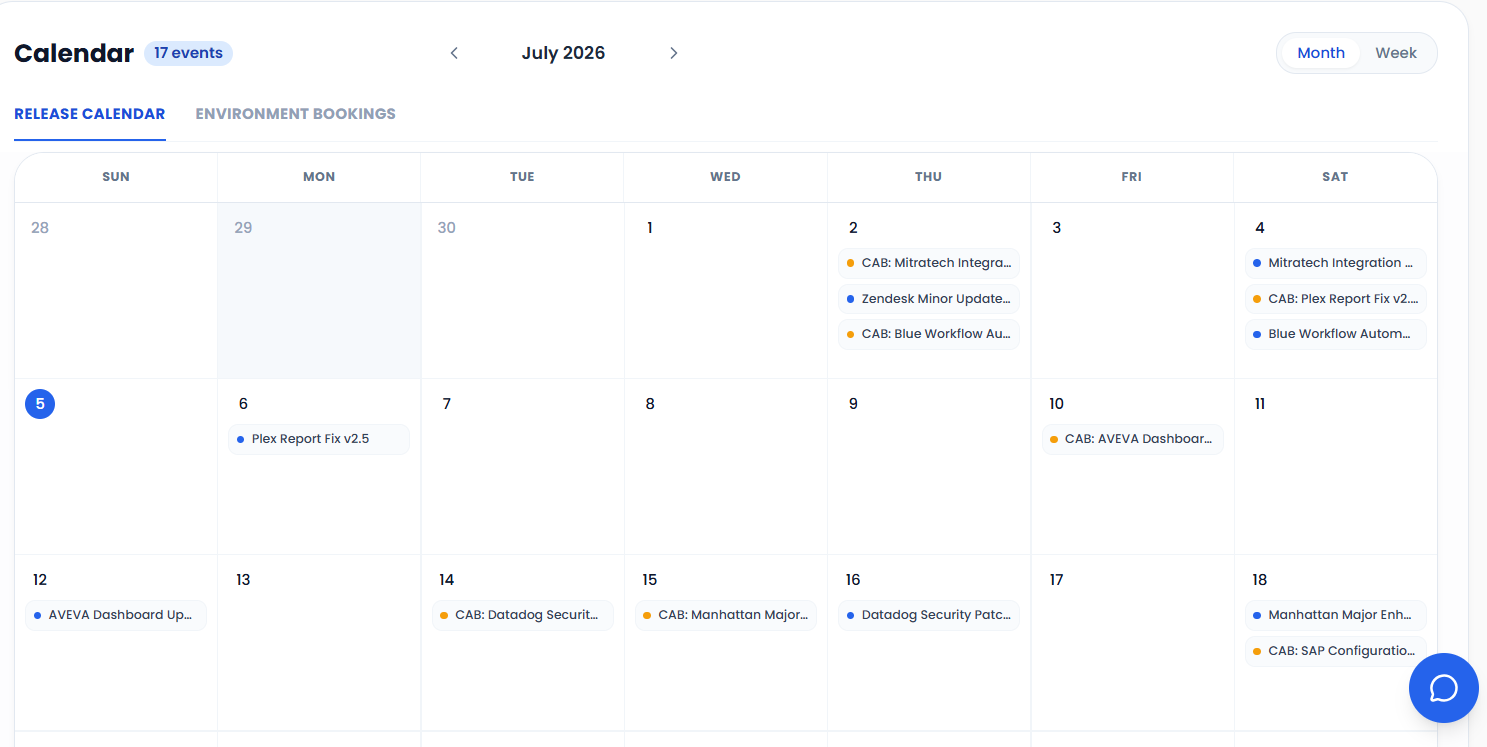 Calendar 17 events July 2026 Month Week
RELEASE CALENDAR ENVIRONMENT BOOKINGS
SUN MON TUE WED THU FRI SAT
28 29 30 1 2 3 4
CAB: Mitratech Integra... Mitratech Integration ...
Zendesk Minor Update... CAB: Plex Report Fix v2....
CAB: Blue Workflow Au... Blue Workflow Autom...
5 6 7 8 9 10 11
Plex Report Fix v2.5 CAB: AVEVA Dashboar...
12 13 14 15 16 17 18
AVEVA Dashboard Up... CAB: Datadog Securit... CAB: Manhattan Major... Datadog Security Patc... Manhattan Major Enh...
CAB: SAP Configuratio...